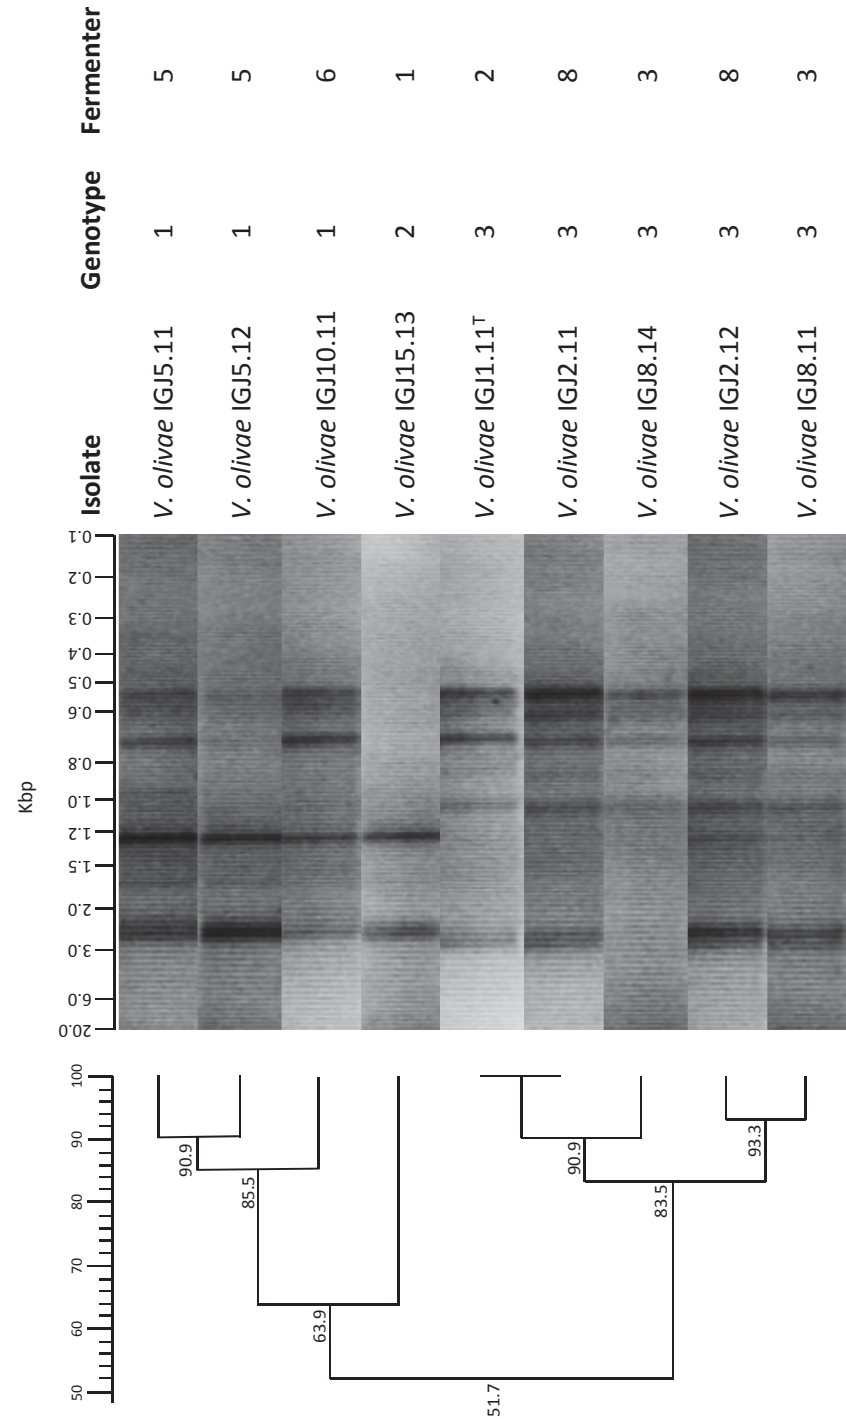 Isolate Genotype Fermenter
V. olivae IGJ5.11 1 5
V. olivae IGJ5.12 1 5
V. olivae IGJ10.11 1 6
V. olivae IGJ15.13 2 1
V. olivae IGJ1.11ᵀ 3 2
V. olivae IGJ2.11 3 8
V. olivae IGJ8.14 3 3
V. olivae IGJ2.12 3 8
V. olivae IGJ8.11 3 3
Kbp
20.0 6.0 3.0 2.0 1.5 1.2 1.0 0.8 0.6 0.5 0.4 0.3 0.2 0.1
50 60 70 80 90 100
90.9
85.5
63.9
51.7
90.9
83.5
93.3